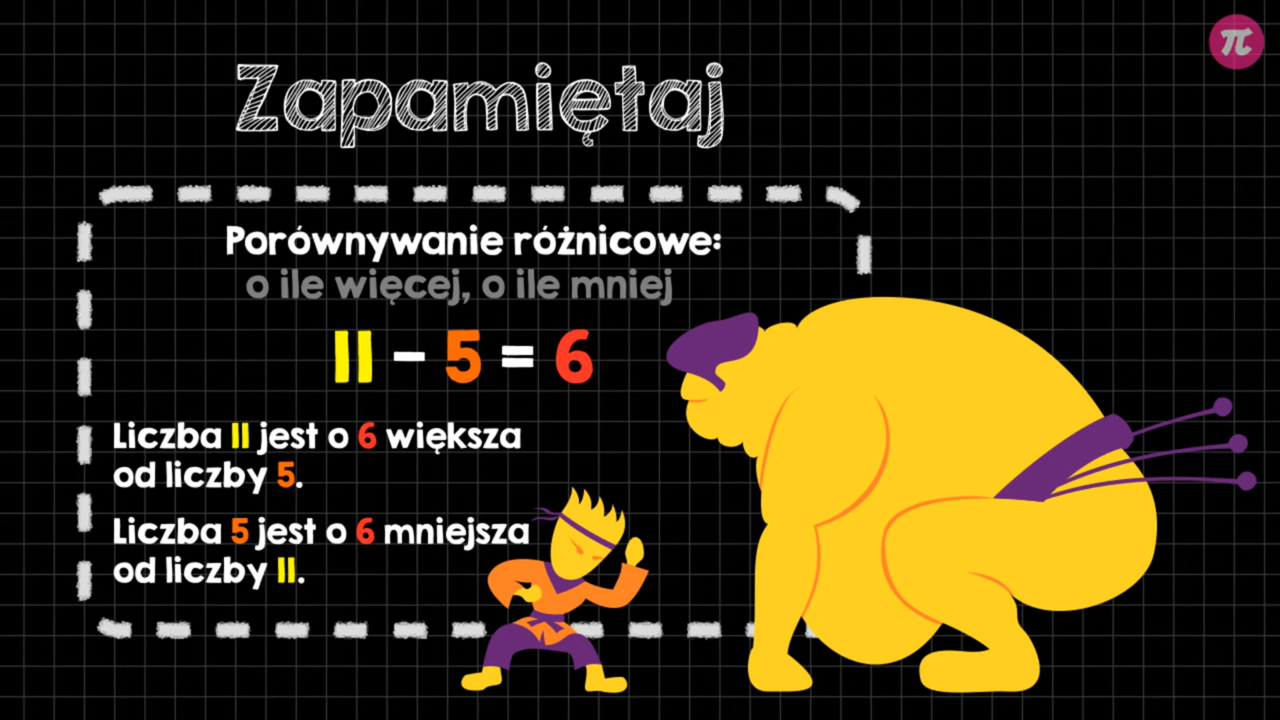 π
Zapamiętaj
Porównywanie różnicowe:
o ile więcej, o ile mniej
11 - 5 = 6
Liczba 11 jest o 6 większa
od liczby 5.
Liczba 5 jest o 6 mniejsza
od liczby 11.